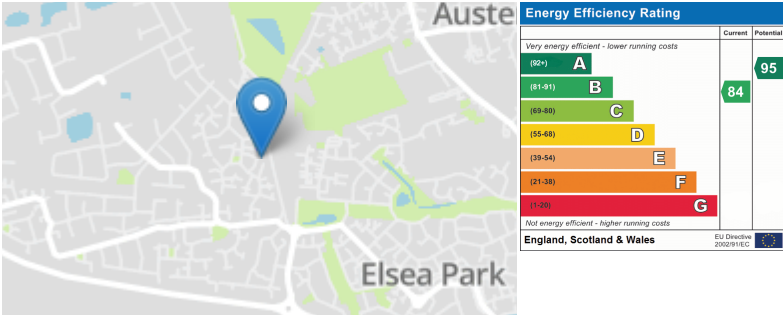 Auste
Elsea Park
Energy Efficiency Rating
Current Potential
Very energy efficient - lower running costs
(92+) A
95
(81-91) B
84
(69-80) C
(55-68) D
(39-54) E
(21-38) F
(1-20) G
Not energy efficient - higher running costs
England, Scotland & Wales
EU Directive
2002/91/EC